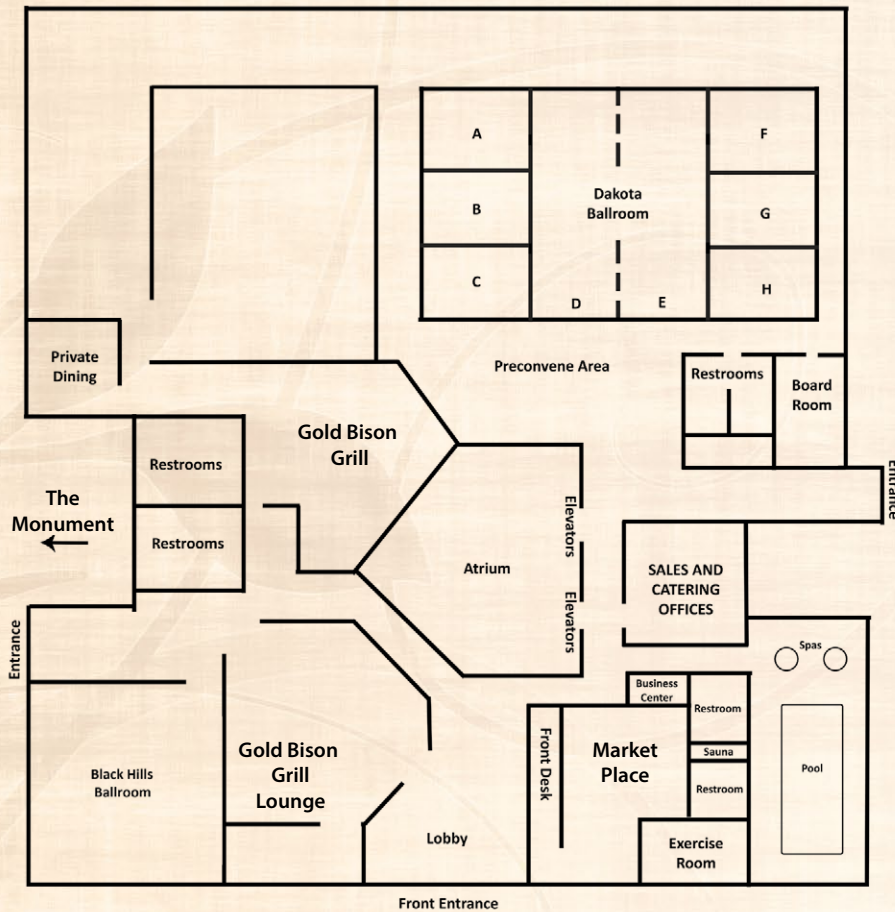 A
F
Dakota
Ballroom
B
G
C
H
D
E
Private
Dining
Preconvene Area
Restrooms
Board
Room
Gold Bison
Grill
Restrooms
The
Monument
Restrooms
Entrance
Elevators
Atrium
Elevators
SALES AND
CATERING
OFFICES
Entrance
Spas
Business
Center
Restroom
Sauna
Restroom
Pool
Front Desk
Market
Place
Gold Bison
Grill
Lounge
Black Hills
Ballroom
Lobby
Exercise
Room
Front Entrance